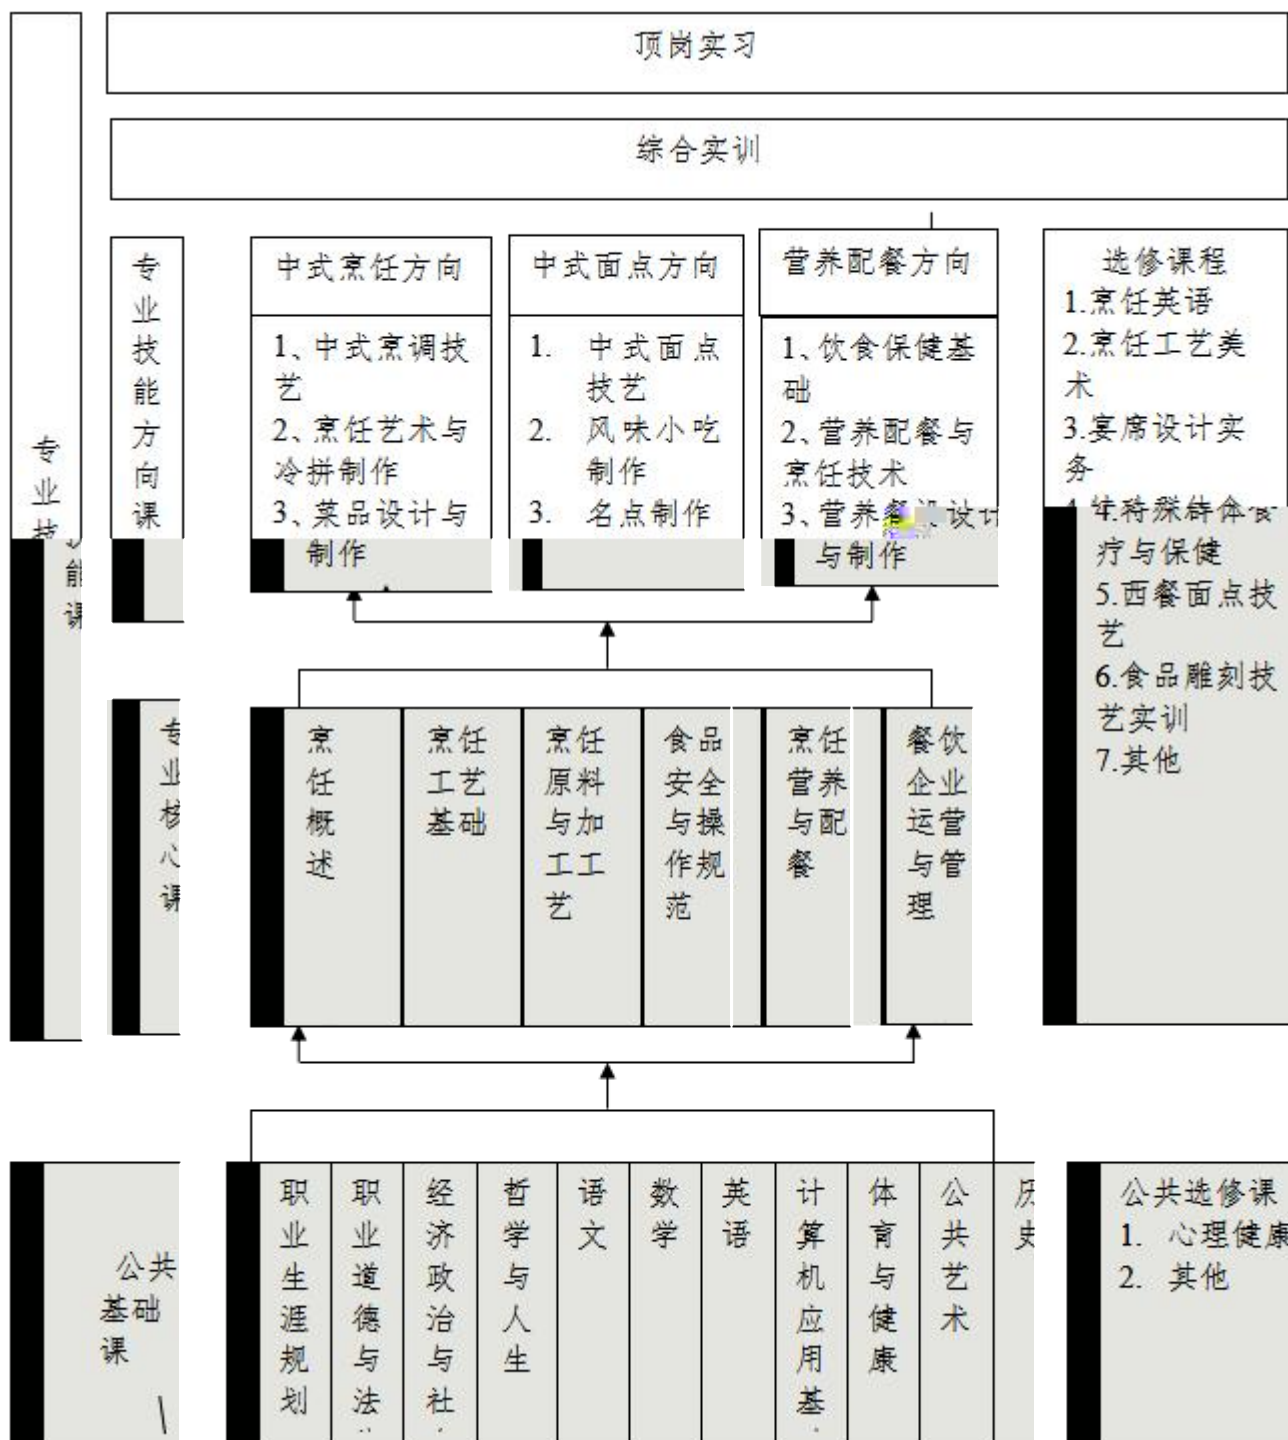 顶岗实习
综合实训
专业技能课
专业技能方向课
中式烹饪方向
1、中式烹调技
艺
2、烹饪艺术与
冷拼制作
3、菜品设计与
制作
中式面点方向
1. 中式面点
技艺
2. 风味小吃
制作
3. 名点制作
营养配餐方向
1、饮食保健基
础
2、营养配餐与
烹饪技术
3、营养餐设计
与制作
选修课程
1.烹饪英语
2.烹饪工艺美
术
3.宴席设计实
务
疗与保健
5.西餐面点技
艺
6.食品雕刻技
艺实训
7.其他
专业核心课
烹
饪
概
述
烹饪
工艺
基础
烹饪
原料
与加
工工
艺
食品
安全
与操
作规
范
烹饪
营养
与配
餐
餐饮
企业
运营
与管
理
公共
基础
课
职业生涯规划
职业道德与法
经济政治与社
哲学与人生
语文
数学
英语
计算机应用基
体育与健康
公共艺术
历史
公共选修课
1. 心理健康
2. 其他